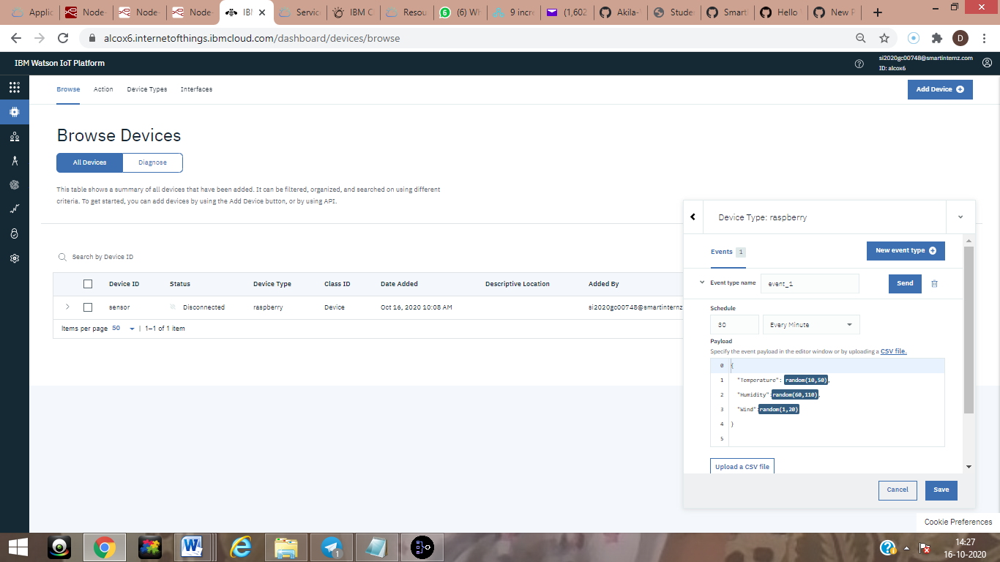 Applic
Node-
Node-
Node-
IB
Servic
IBM C
Resou
(6) W
9 incre
(1,602
Akila-
Stude
Smart
Hello
New P
alcox6.internetofthings.ibmcloud.com/dashboard/devices/browse
D
IBM Watson IoT Platform
si2020gc00748@smartinternz.com
ID: alcox6
Browse Action Device Types Interfaces
Add Device
Browse Devices
All Devices Diagnose
This table shows a summary of all devices that have been added. It can be filtered, organized, and searched on using different
criteria. To get started, you can add devices by using the Add Device button, or by using API.
Search by Device ID
Device ID Status Device Type Class ID Date Added Descriptive Location Added By
sensor Disconnected raspberry Device Oct 16, 2020 10:08 AM si2020gc00748@smartinternz
Items per page 50 | 1–1 of 1 item
Device Type: raspberry
Events 1
New event type
Event type name event_1 Send
Schedule
30 Every Minute
Payload
Specify the event payload in the editor window or by uploading a CSV file.
0 {
1 "Temperature": random(10,50),
2 "Humidity":random(60,110),
3 "Wind":random(1,20)
4 }
5
Upload a CSV file
Cancel Save
Cookie Preferences
1
14:27
16-10-2020